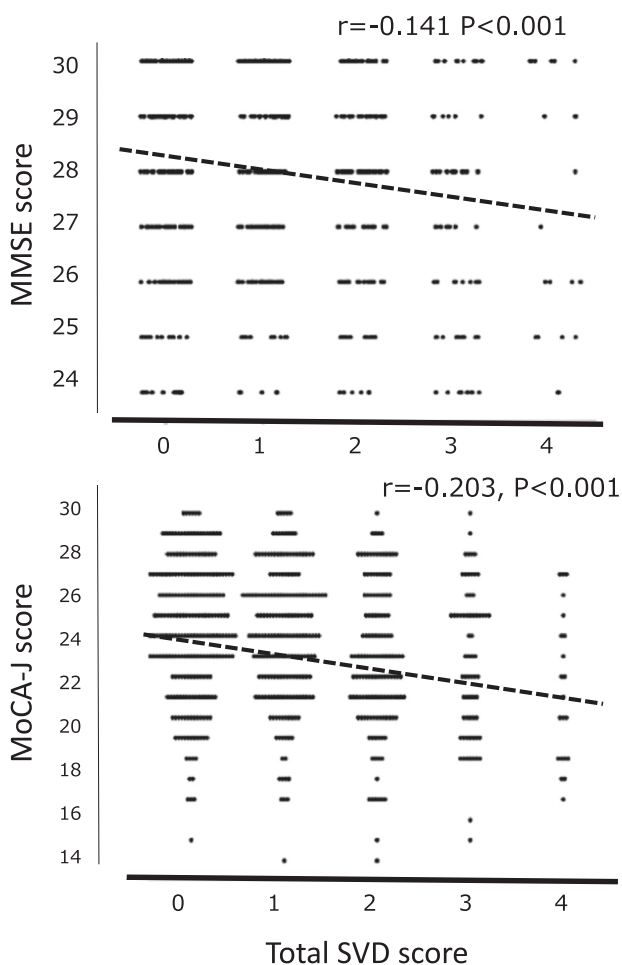 r=-0.141 P<0.001
MMSE score
30
29
28
27
26
25
24
0 1 2 3 4
r=-0.203, P<0.001
MoCA-J score
30
28
26
24
22
20
18
16
14
0 1 2 3 4
Total SVD score